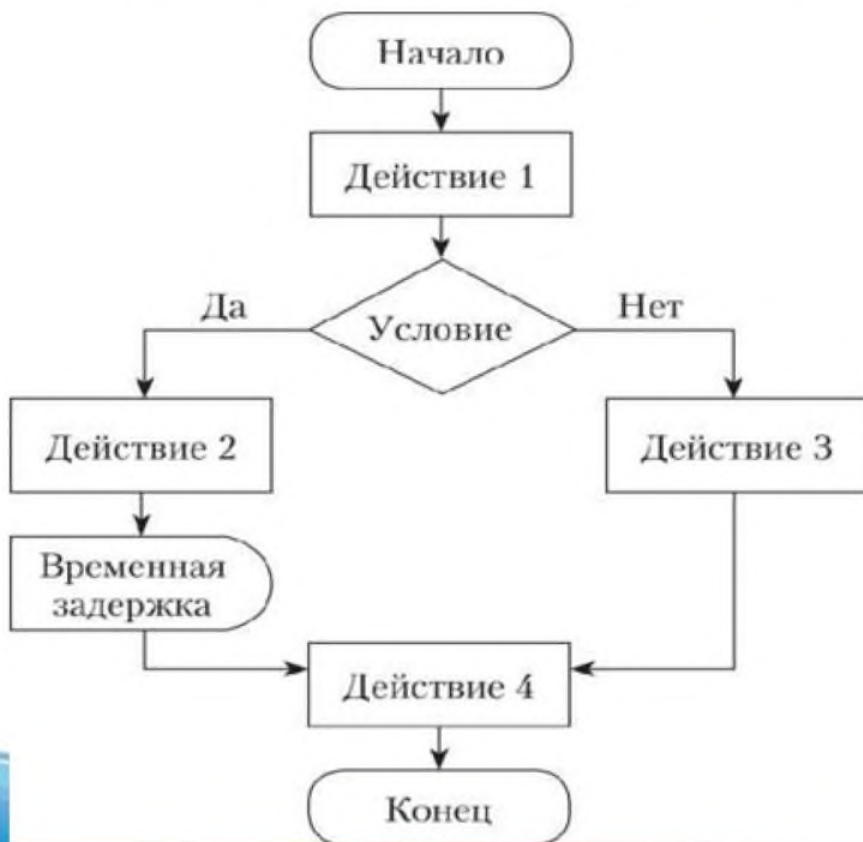 Начало
Действие 1
Да
Условие
Нет
Действие 2
Действие 3
Временная
задержка
Действие 4
Конец